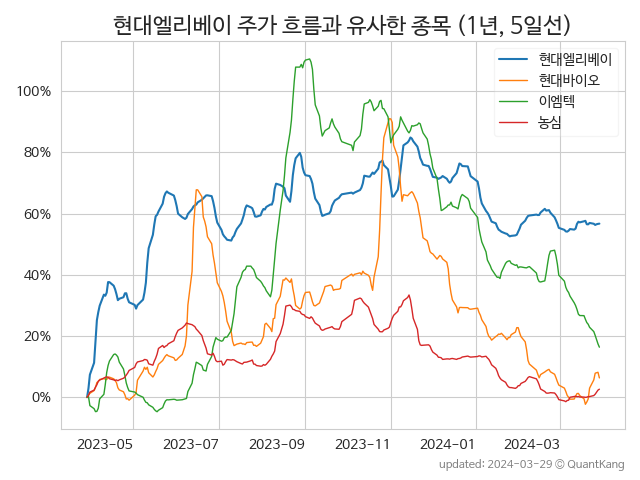 현대엘리베이 주가 흐름과 유사한 종목 (1년, 5일선)
현대엘리베이
현대바이오
이엠텍
농심
100%
80%
60%
40%
20%
0%
2023-05 2023-07 2023-09 2023-11 2024-01 2024-03
updated: 2024-03-29 © QuantKang